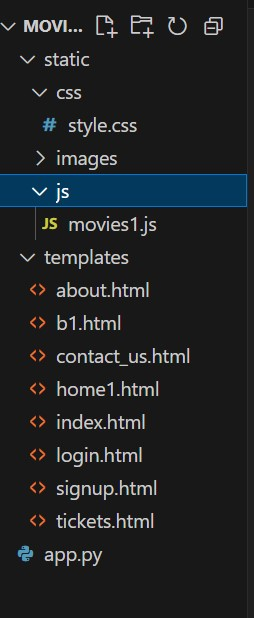 MOVI...
static
css
# style.css
images
js
JS movies1.js
templates
<> about.html
<> b1.html
<> contact_us.html
<> home1.html
<> index.html
<> login.html
<> signup.html
<> tickets.html
app.py